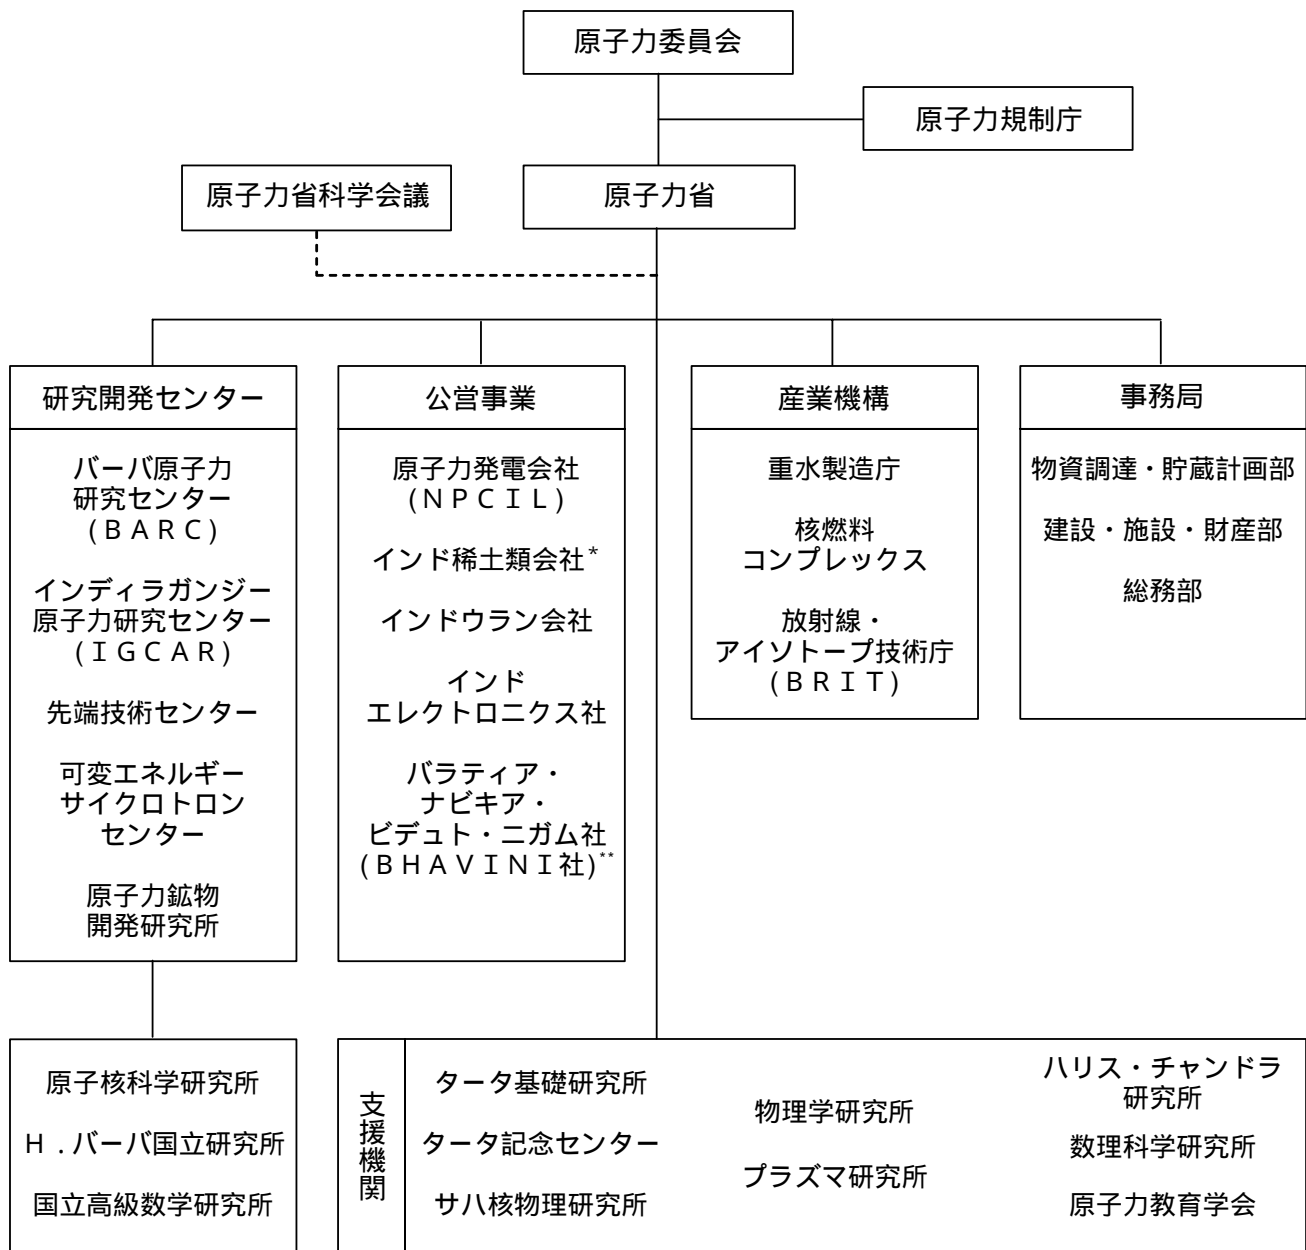 原子力委員会
原子力規制庁
原子力省科学会議
原子力省
研究開発センター
バーバ原子力
研究センター
(ＢＡＲＣ)
インディラガンジー
原子力研究センター
(ＩＧＣＡＲ)
先端技術センター
可変エネルギー
サイクロトロン
センター
原子力鉱物
開発研究所
公営事業
原子力発電会社
(ＮＰＣＩＬ)
インド稀土類会社*
インドウラン会社
インド
エレクトロニクス社
バラティア・
ナビキア・
ビデュト・ニガム社
(ＢＨＡＶＩＮＩ社)**
産業機構
重水製造庁
核燃料
コンプレックス
放射線・
アイソトープ技術庁
(ＢＲＩＴ)
事務局
物資調達・貯蔵計画部
建設・施設・財産部
総務部
原子核科学研究所
Ｈ．バーバ国立研究所
国立高級数学研究所
支援機関
タータ基礎研究所
タータ記念センター
サハ核物理研究所
物理学研究所
プラズマ研究所
ハリス・チャンドラ
研究所
数理科学研究所
原子力教育学会